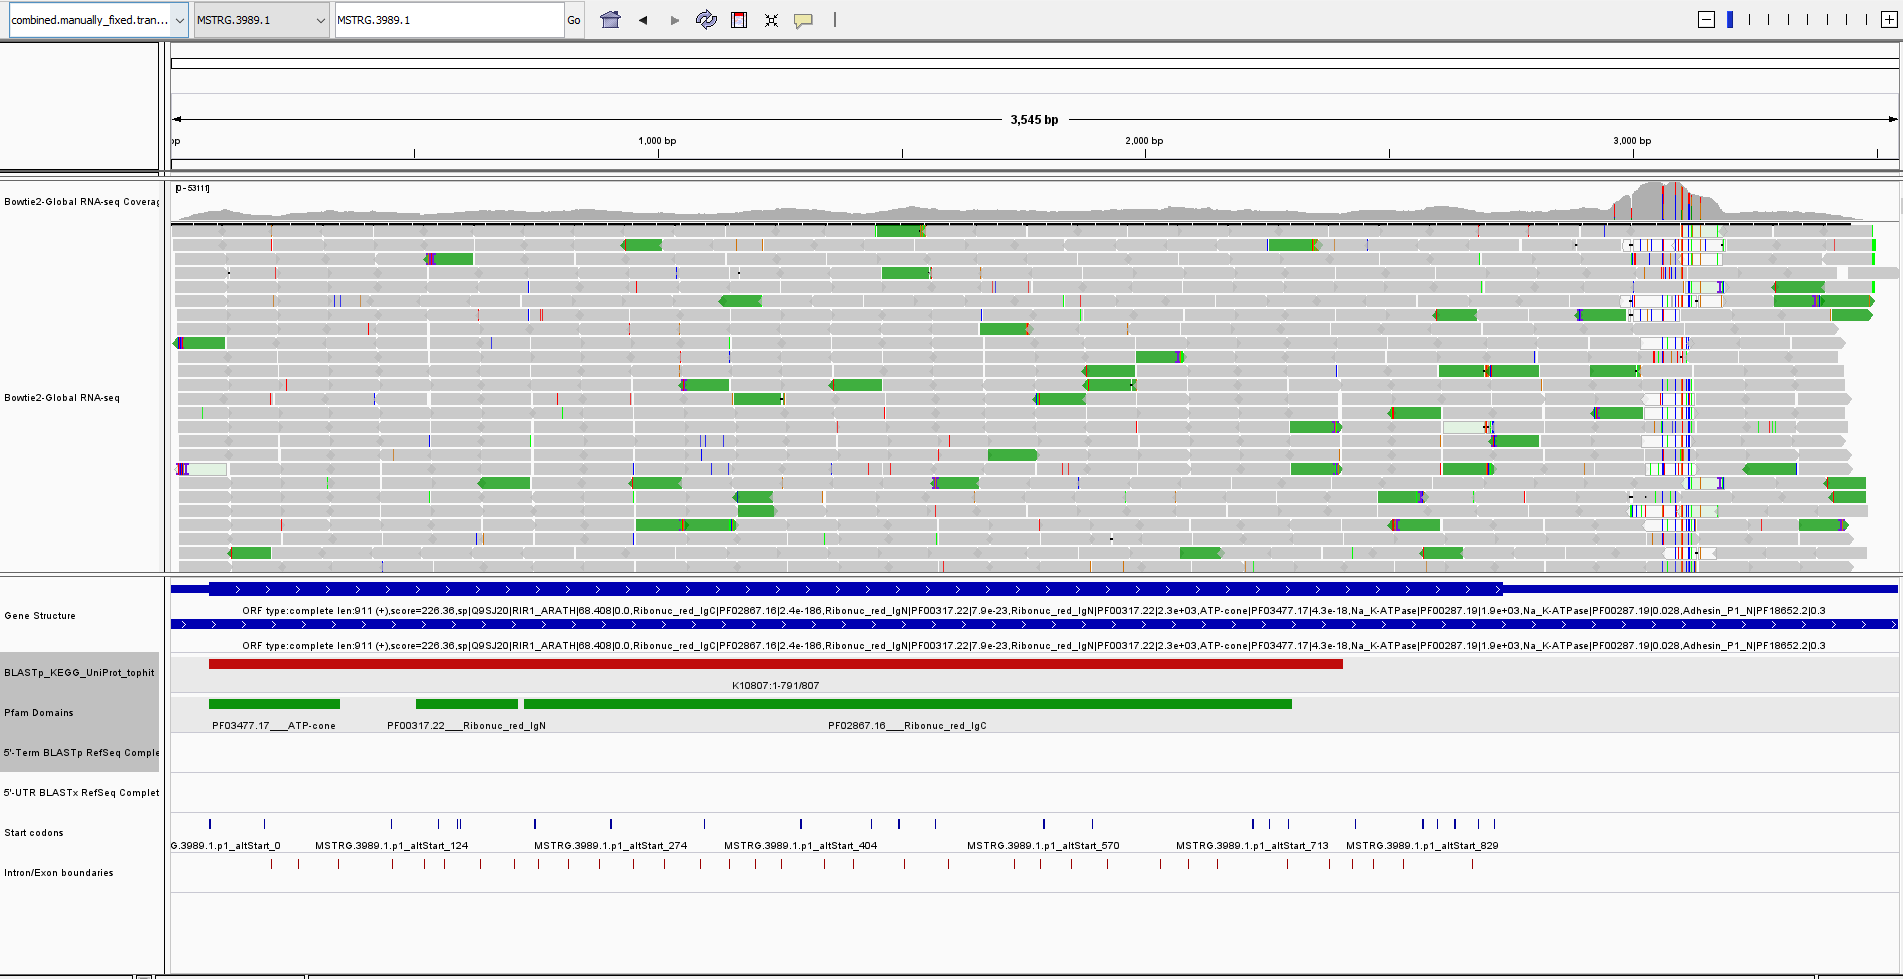 combined.manually_fixed.tran... MSTRG.3989.1 MSTRG.3989.1 Go
3,545 bp
bp 1,000 bp 2,000 bp 3,000 bp
[0 - 53111]
Bowtie2-Global RNA-seq Coverag
Bowtie2-Global RNA-seq
Gene Structure
ORF type:complete len:911 (+),score=226.36,sp|Q9SJ20|RIR1_ARATH|68.408|0.0,Ribonuc_red_lgC|PF02867.16|2.4e-186,Ribonuc_red_lgN|PF00317.22|7.9e-23,Ribonuc_red_lgN|PF00317.22|2.3e+03,ATP-cone|PF03477.17|4.3e-18,Na_K-ATPase|PF00287.19|1.9e+03,Na_K-ATPase|PF00287.19|0.028,Adhesin_P1_N|PF18652.2|0.3
ORF type:complete len:911 (+),score=226.36,sp|Q9SJ20|RIR1_ARATH|68.408|0.0,Ribonuc_red_lgC|PF02867.16|2.4e-186,Ribonuc_red_lgN|PF00317.22|7.9e-23,Ribonuc_red_lgN|PF00317.22|2.3e+03,ATP-cone|PF03477.17|4.3e-18,Na_K-ATPase|PF00287.19|1.9e+03,Na_K-ATPase|PF00287.19|0.028,Adhesin_P1_N|PF18652.2|0.3
BLASTp_KEGG_UniProt_tophit
K10807:1-791/807
Pfam Domains
PF03477.17___ATP-cone PF00317.22___Ribonuc_red_lgN PF02867.16___Ribonuc_red_lgC
5'-Term BLASTp RefSeq Comple
5'-UTR BLASTx RefSeq Complet
Start codons
G.3989.1.p1_altStart_0 MSTRG.3989.1.p1_altStart_124 MSTRG.3989.1.p1_altStart_274 MSTRG.3989.1.p1_altStart_404 MSTRG.3989.1.p1_altStart_570 MSTRG.3989.1.p1_altStart_713 MSTRG.3989.1.p1_altStart_829
Intron/Exon boundaries